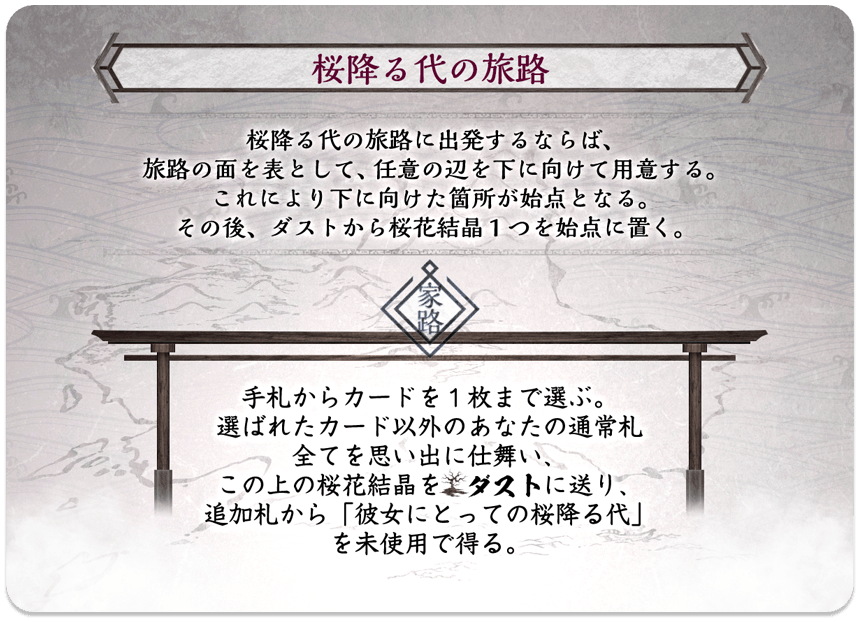 桜降る代の旅路
桜降る代の旅路に出発するならば、
旅路の面を表として、任意の辺を下に向けて用意する。
これにより下に向けた箇所が始点となる。
その後、ダストから桜花結晶１つを始点に置く。
家路
手札からカードを１枚まで選ぶ。
選ばれたカード以外のあなたの通常札
全てを思い出に仕舞い、
この上の桜花結晶をダストに送り、
追加札から「彼女にとっての桜降る代」
を未使用で得る。